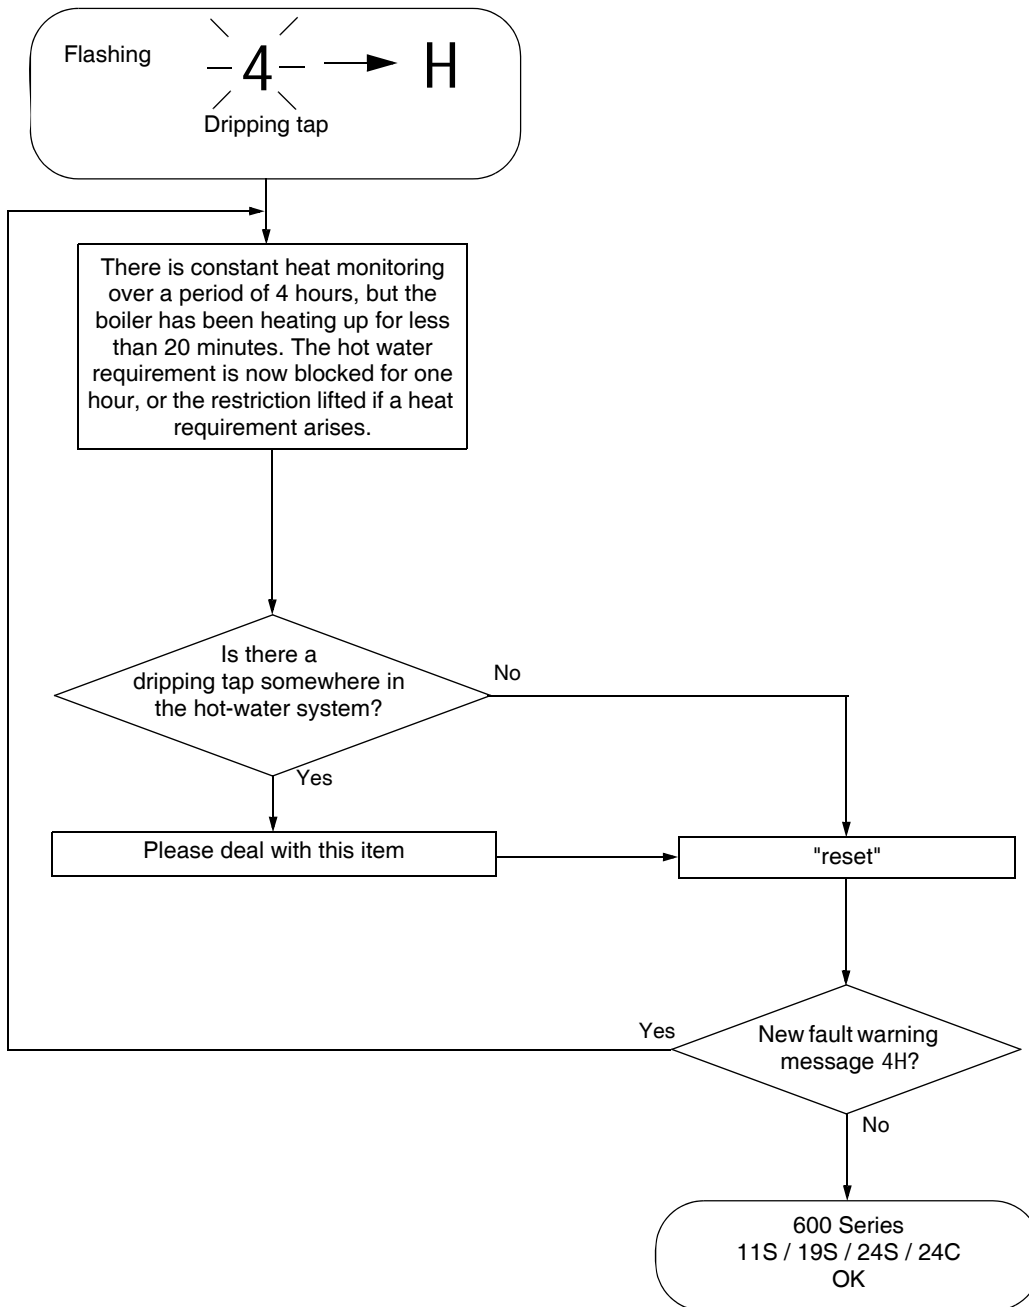 Flashing
4
H
Dripping tap
There is constant heat monitoring
over a period of 4 hours, but the
boiler has been heating up for less
than 20 minutes. The hot water
requirement is now blocked for one
hour, or the restriction lifted if a heat
requirement arises.
Is there a
dripping tap somewhere in
the hot-water system?
No
Yes
Please deal with this item
"reset"
Yes
New fault warning
message 4H?
No
600 Series
11S / 19S / 24S / 24C
OK